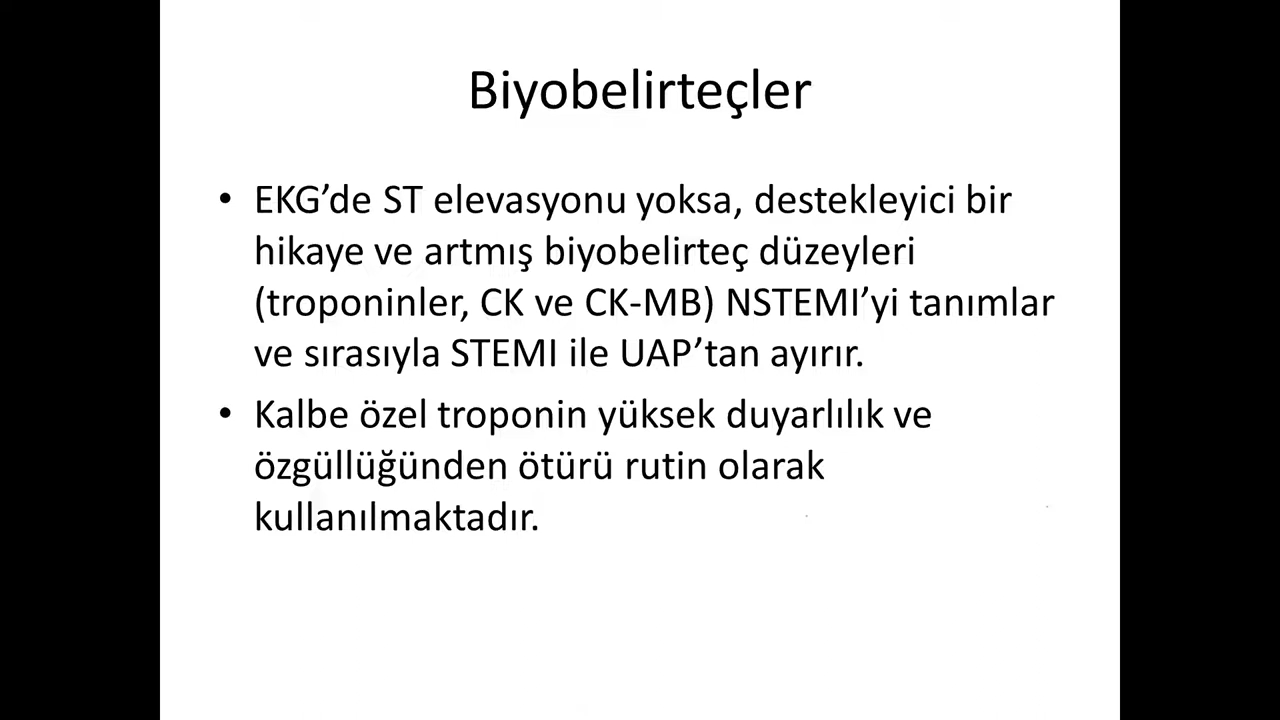 Biyobelirteçler
• EKG’de ST elevasyonu yoksa, destekleyici bir
hikaye ve artmış biyobelirteç düzeyleri
(troponinler, CK ve CK-MB) NSTEMI’yi tanımlar
ve sırasıyla STEMI ile UAP’tan ayırır.
• Kalbe özel troponin yüksek duyarlılık ve
özgüllüğünden ötürü rutin olarak
kullanılmaktadır.